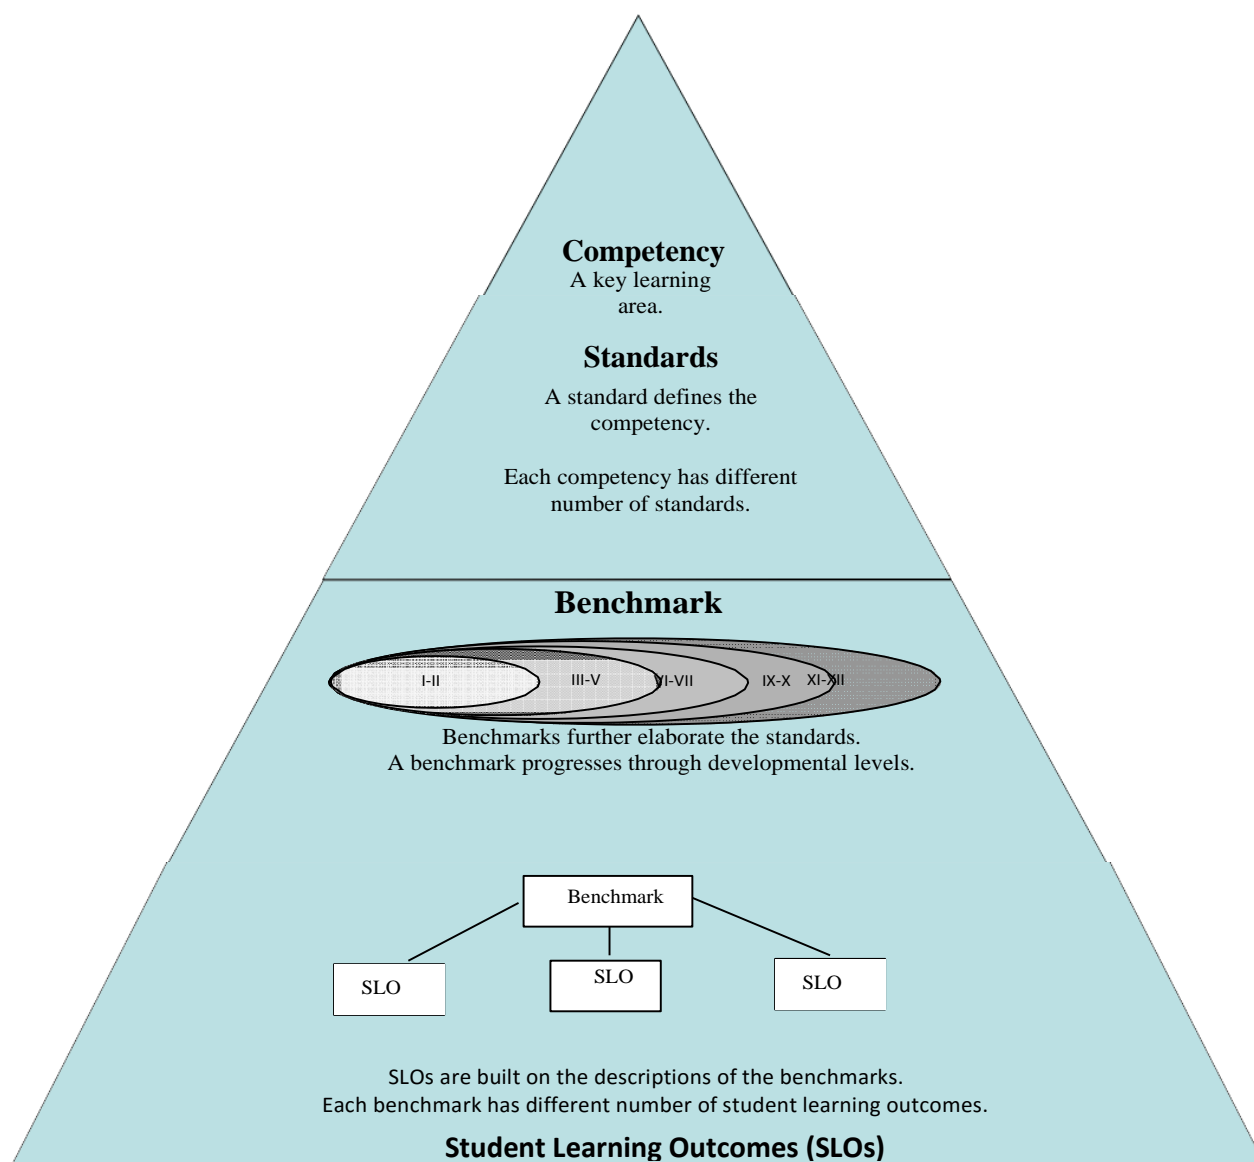 Competency
A key learning
area.
Standards
A standard defines the
competency.
Each competency has different
number of standards.
Benchmark
I-II III-V VI-VII IX-X XI-XII
Benchmarks further elaborate the standards.
A benchmark progresses through developmental levels.
Benchmark
SLO SLO SLO
SLOs are built on the descriptions of the benchmarks.
Each benchmark has different number of student learning outcomes.
Student Learning Outcomes (SLOs)